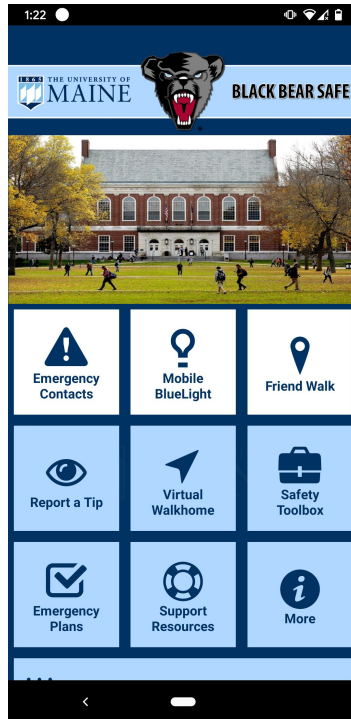 1:22
1865
THE UNIVERSITY OF
MAINE
BLACK BEAR SAFE
Emergency
Contacts
Mobile
BlueLight
Friend Walk
Report a Tip
Virtual
Walkhome
Safety
Toolbox
Emergency
Plans
Support
Resources
More